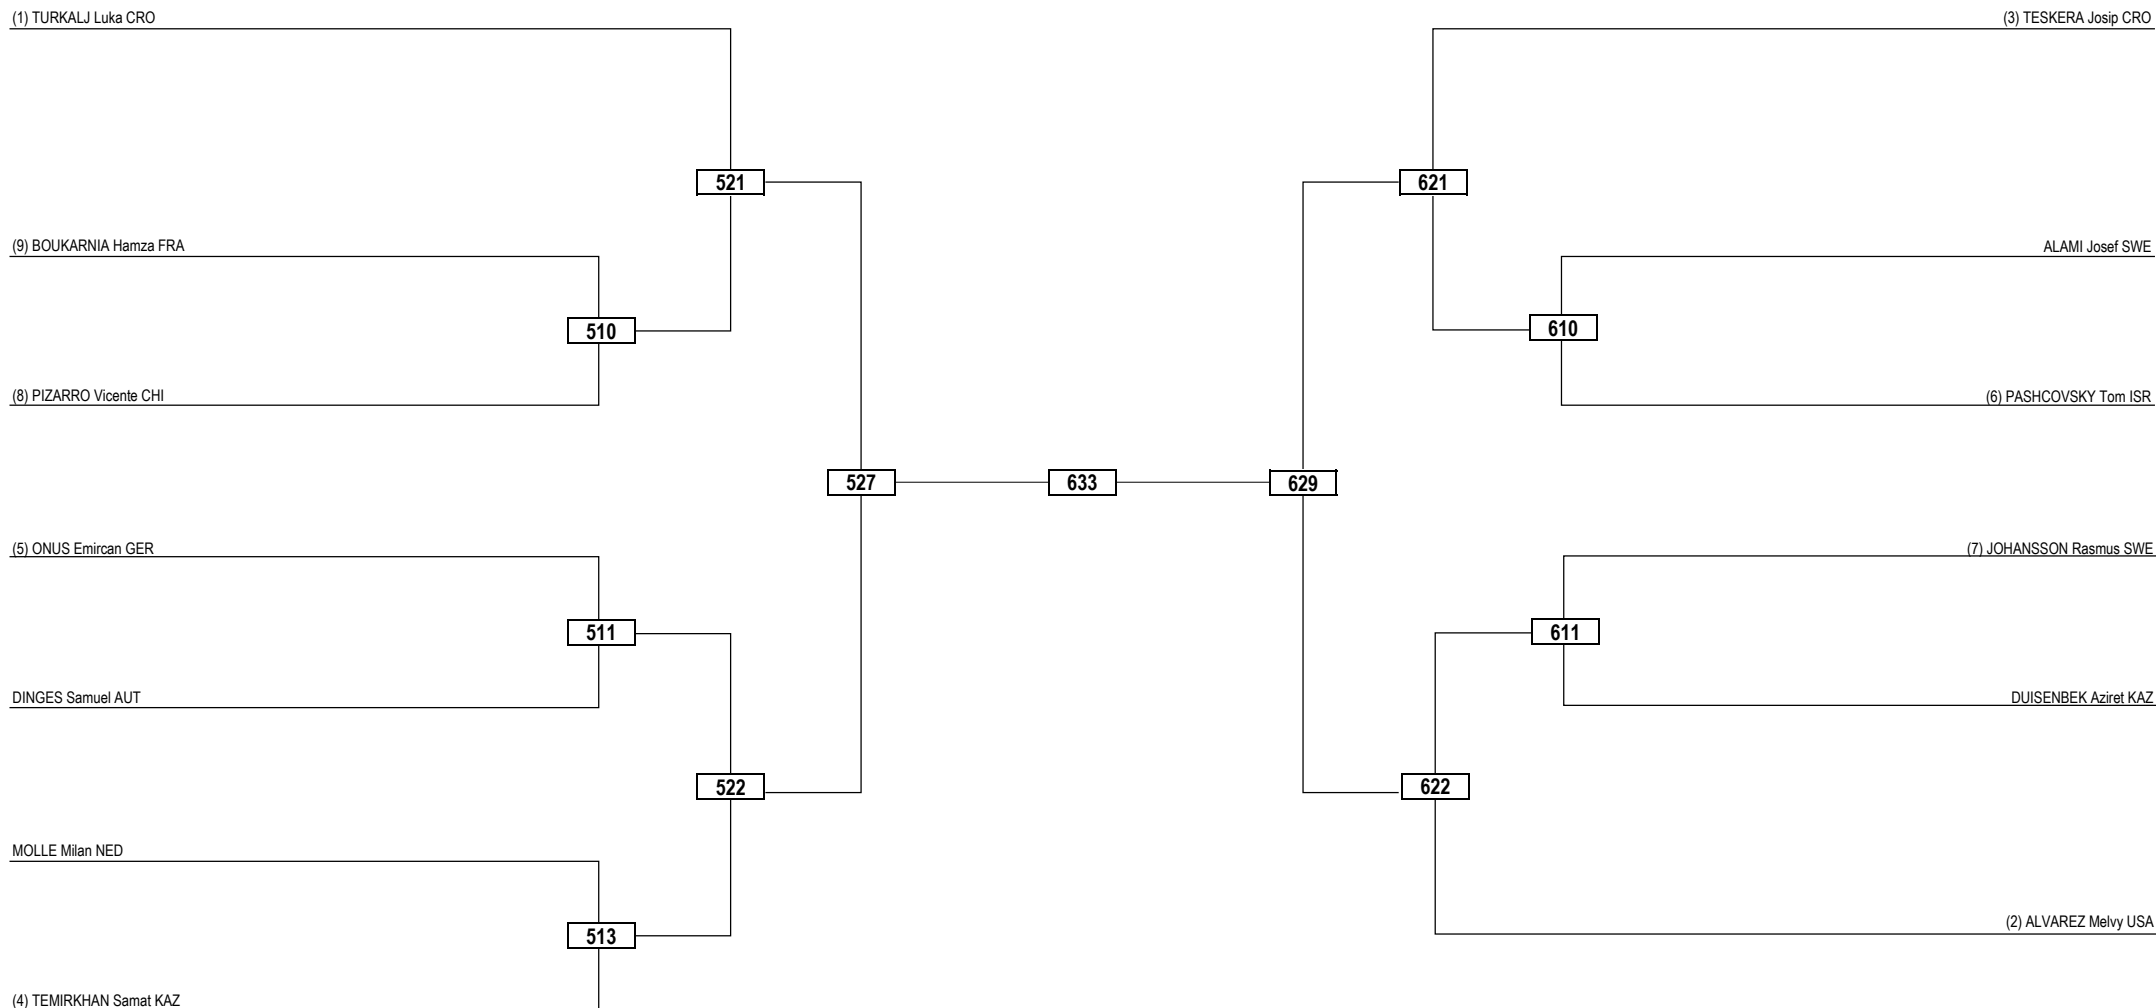 (1) TURKALJ Luka CRO
(3) TESKERA Josip CRO
521
621
(9) BOUKARNIA Hamza FRA
ALAMI Josef SWE
510
610
(8) PIZARRO Vicente CHI
(6) PASHCOVSKY Tom ISR
527
633
629
(5) ONUS Emircan GER
(7) JOHANSSON Rasmus SWE
511
611
DINGES Samuel AUT
DUISENBEK Aziret KAZ
522
622
MOLLE Milan NED
(2) ALVAREZ Melvy USA
513
(4) TEMIRKHAN Samat KAZ